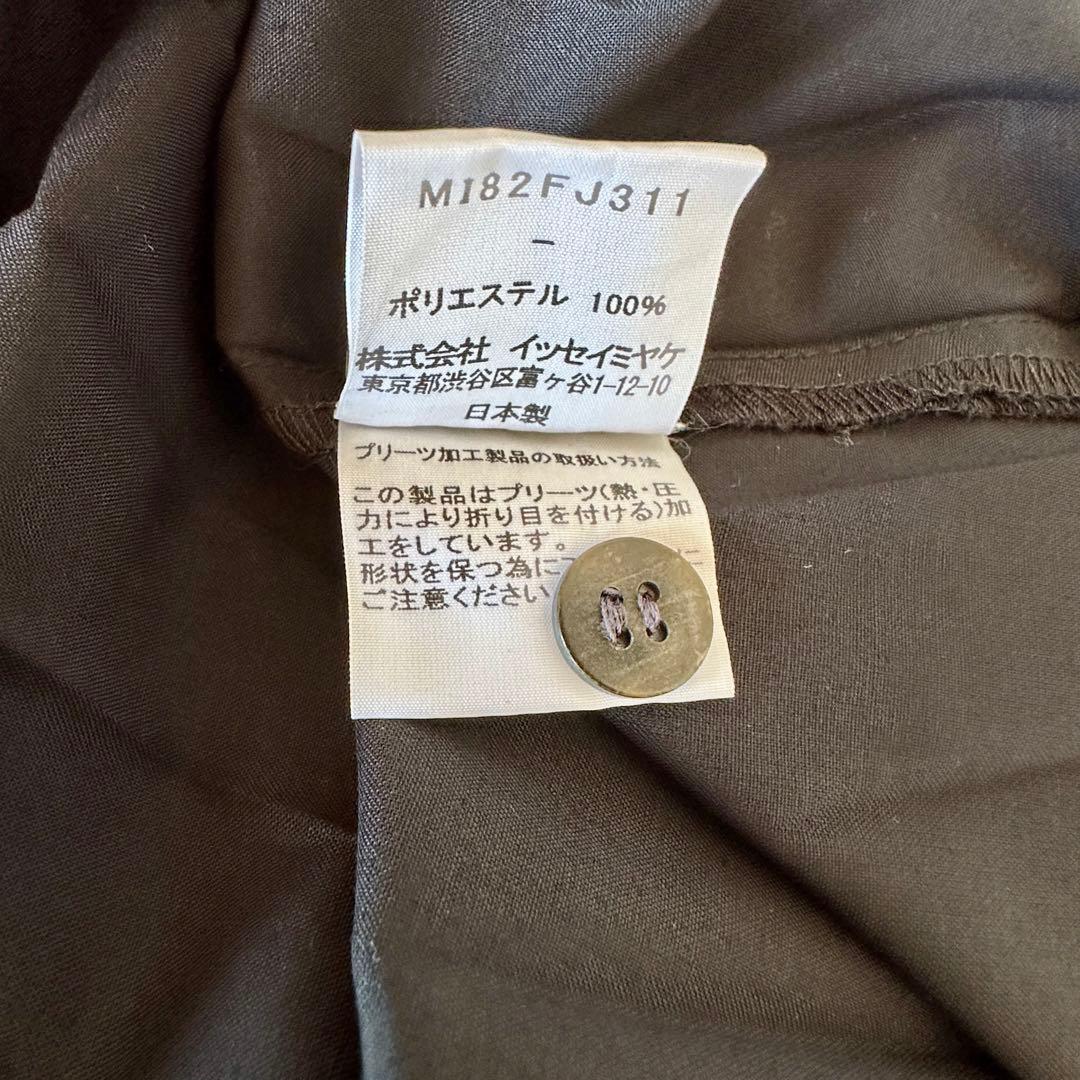 MI82FJ311
-
ポリエステル 100%
株式会社 イッセイミヤケ
東京都渋谷区富ヶ谷1-12-10
日本製
プリーツ加工製品の取扱い方法
この製品はプリーツ(熱・圧
力により折り目を付ける)加
工をしています。
形状を保つ為に に
ご注意ください